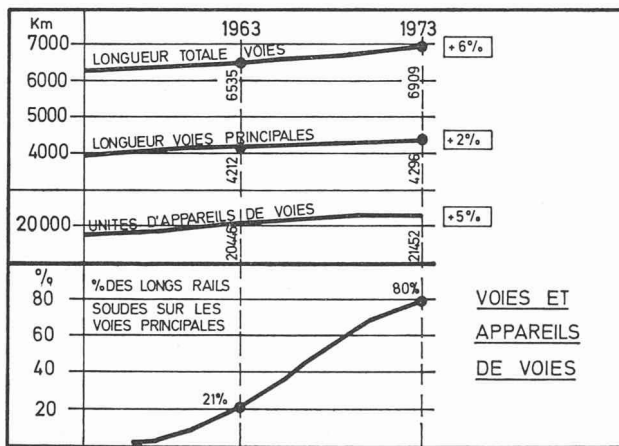 Km 1963 1973
7000
LONGUEUR TOTALE VOIES
+6%
6000
6535
6909
5000
LONGUEUR VOIES PRINCIPALES
+2%
4000
4212
4296
UNITES D'APPAREILS DE VOIES
+5%
20000
20446
21452
%
% DES LONGS RAILS
SOUDES SUR LES
VOIES PRINCIPALES
80%
80
60
40
21%
20
VOIES ET
APPAREILS
DE VOIES